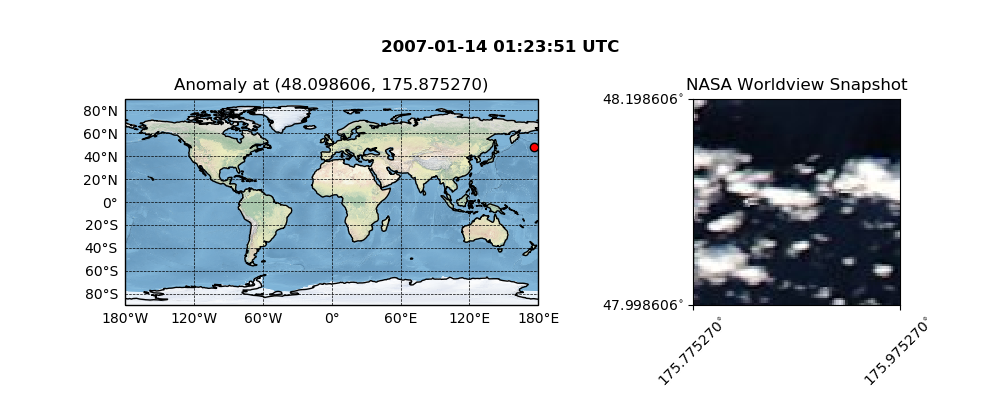 2007-01-14 01:23:51 UTC
Anomaly at (48.098606, 175.875270)
80°N
60°N
40°N
20°N
0°
20°S
40°S
60°S
80°S
180°W 120°W 60°W 0° 60°E 120°E 180°E
NASA Worldview Snapshot
48.198606°
47.998606°
175.775270°
175.975270°